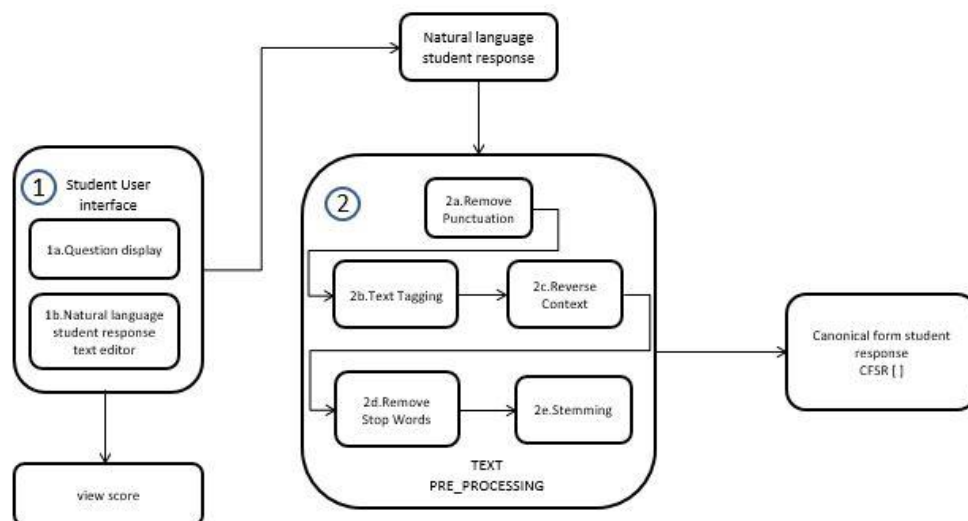 Natural language
student response
1
Student User
interface
1a.Question display
1b.Natural language
student response
text editor
view score
2
2a.Remove
Punctuation
2b.Text Tagging
2c.Reverse
Context
2d.Remove
Stop Words
2e.Stemming
TEXT
PRE_PROCESSING
Canonical form student
response
CFSR [ ]